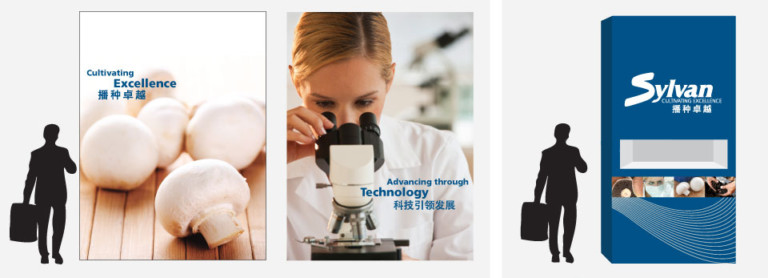 Cultivating
Excellence
播种卓越
Advancing through
Technology
科技引领发展
Sylvan
CULTIVATING EXCELLENCE
播种卓越